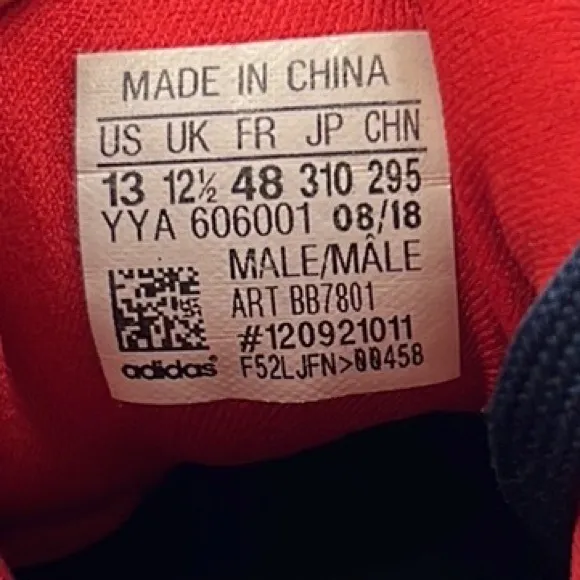 MADE IN CHINA
US UK FR JP CHN
13 12½ 48 310 295
YYA 606001 08/18
MALE/MÂLE
ART BB7801
#120921011
adidas F52LJFN>00458